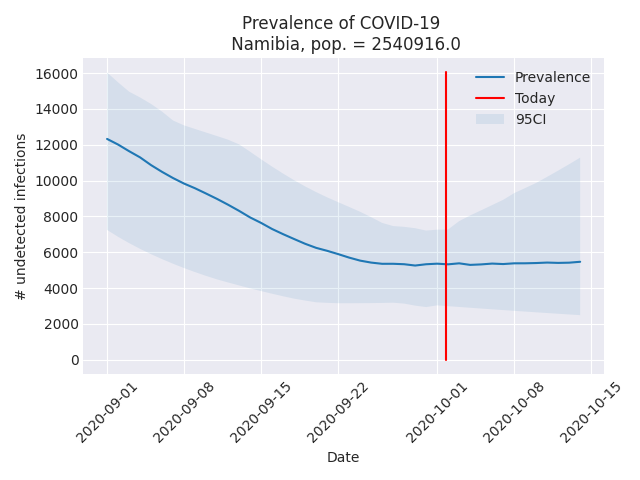 Prevalence of COVID-19
Namibia, pop. = 2540916.0
Prevalence
Today
95CI
16000
14000
12000
10000
8000
6000
4000
2000
0
# undetected infections
2020-09-01
2020-09-08
2020-09-15
2020-09-22
2020-10-01
2020-10-08
2020-10-15
Date